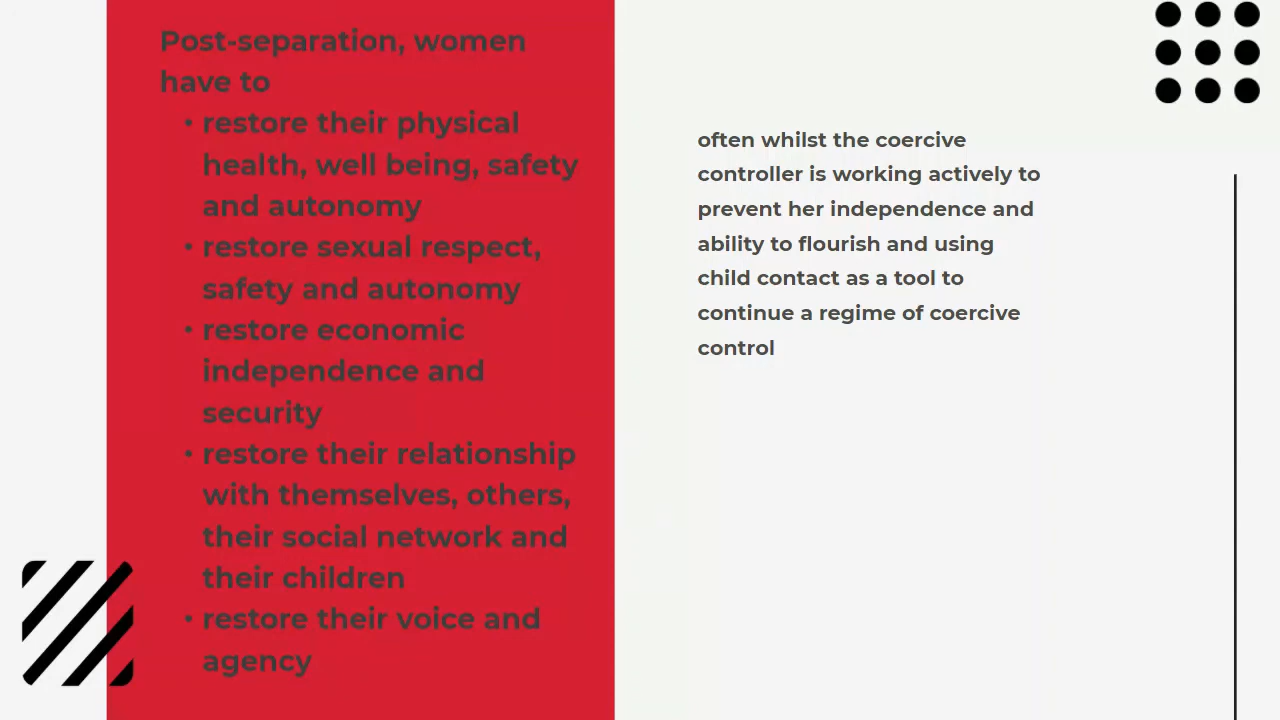 Post-separation, women
have to
• restore their physical
health, well being, safety
and autonomy
• restore sexual respect,
safety and autonomy
• restore economic
independence and
security
• restore their relationship
with themselves, others,
their social network and
their children
• restore their voice and
agency
often whilst the coercive
controller is working actively to
prevent her independence and
ability to flourish and using
child contact as a tool to
continue a regime of coercive
control